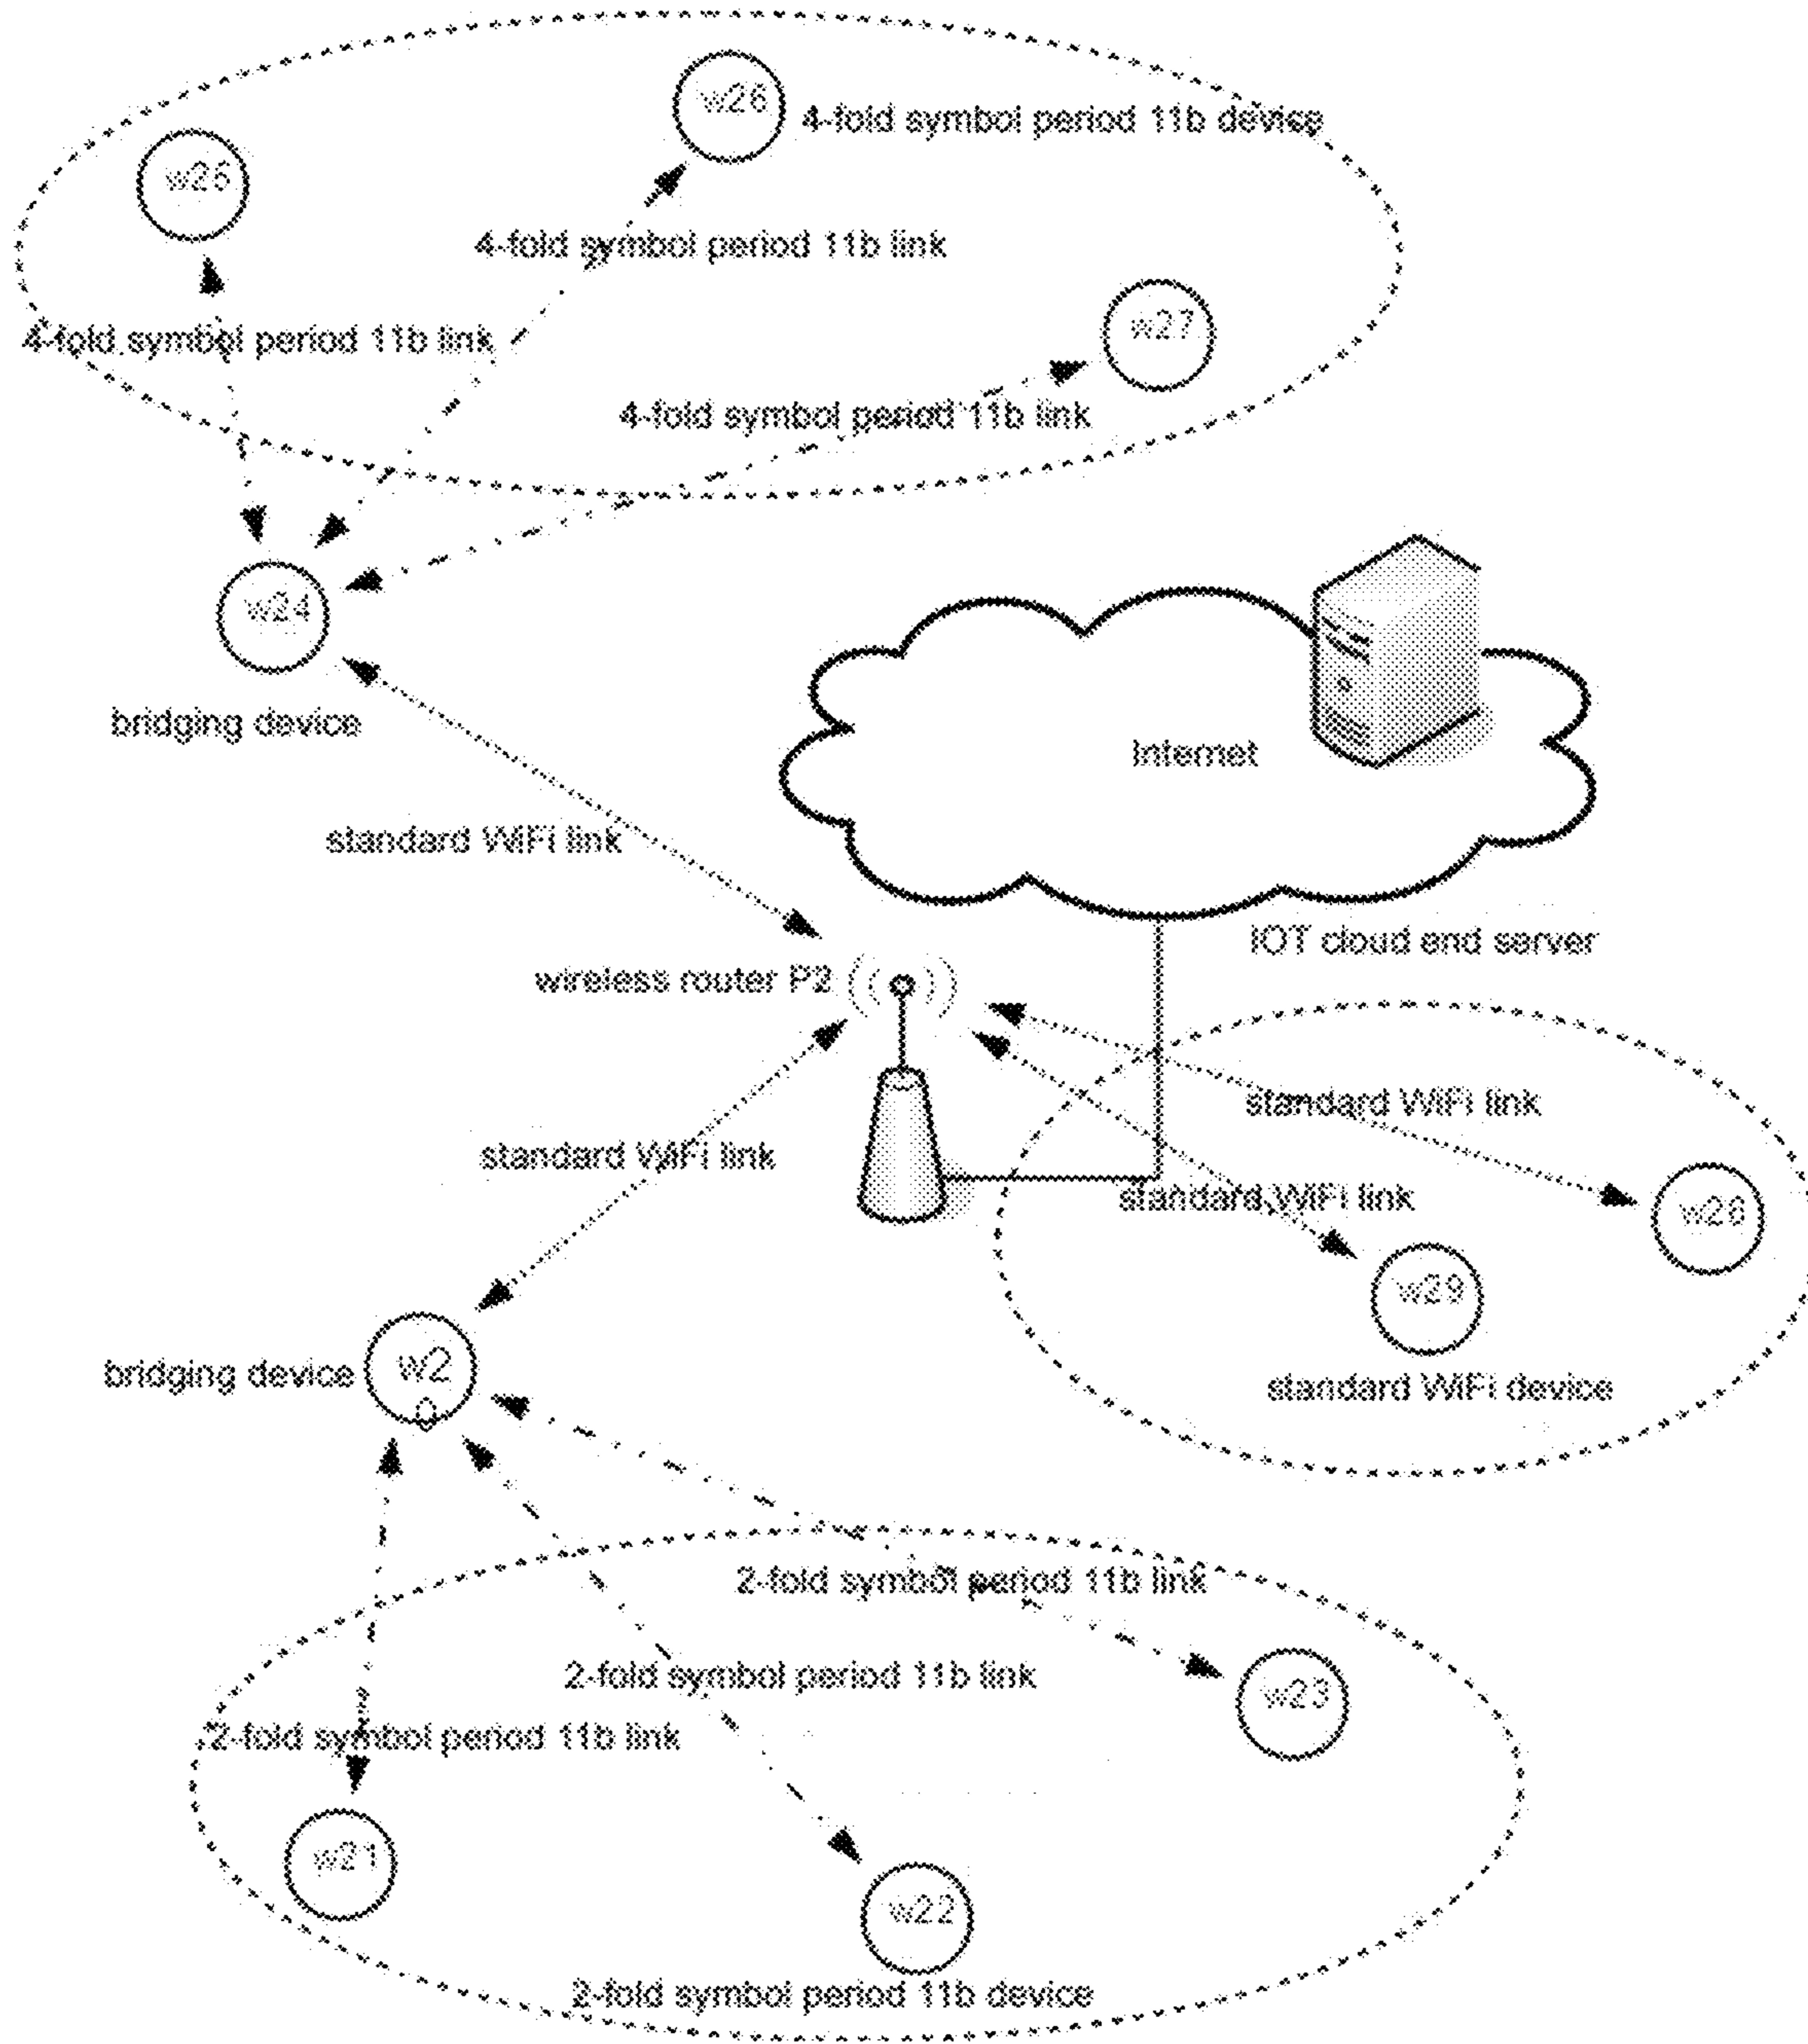 w26
4-fold symbol period 11b device
w25
4-fold symbol period 11b link
w27
4-fold symbol period 11b link
4-fold symbol period 11b link
w24
bridging device
Internet
standard WiFi link
IOT cloud end server
wireless router P2
standard WiFi link
standard WiFi link
standard WiFi link
w26
w29
bridging device
w2
0
standard WiFi device
2-fold symbol period 11b link
2-fold symbol period 11b link
w23
2-fold symbol period 11b link
w21
w22
2-fold symbol period 11b device